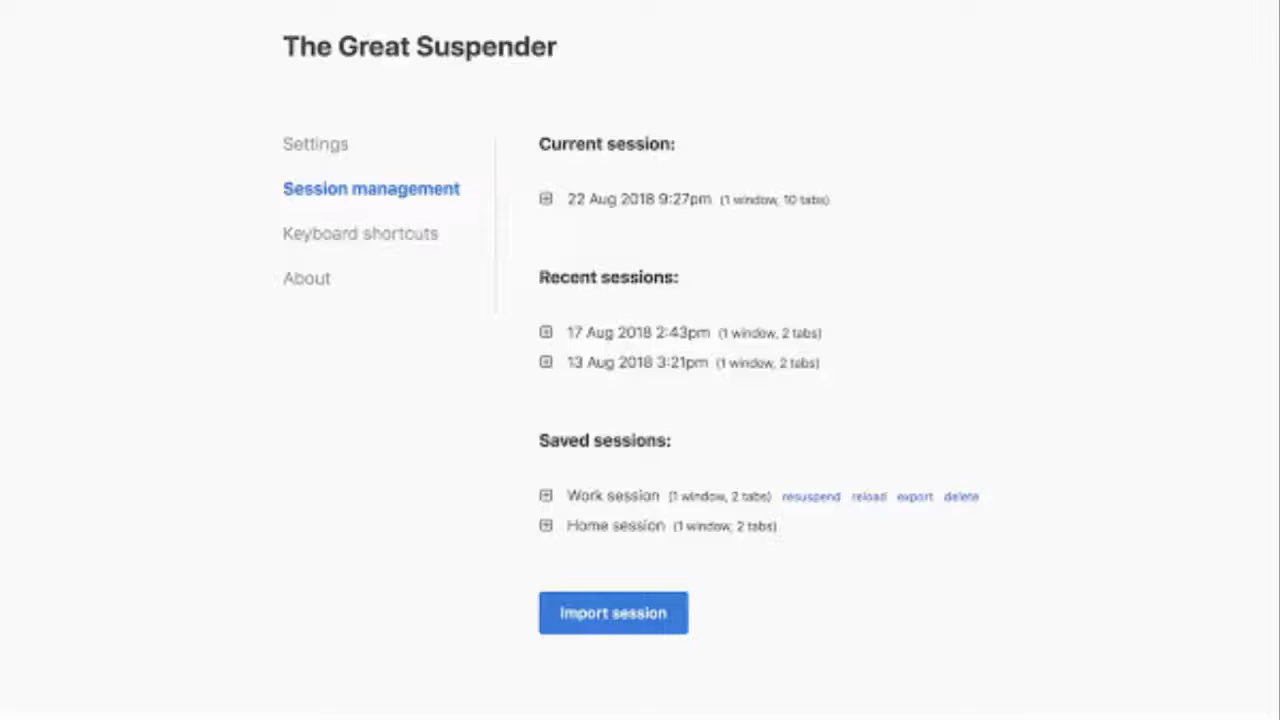 The Great Suspender
Settings
Session management
Keyboard shortcuts
About
Current session:
22 Aug 2018 9:27pm (1 window, 10 tabs)
Recent sessions:
17 Aug 2018 2:43pm (1 window, 2 tabs)
13 Aug 2018 3:21pm (1 window, 2 tabs)
Saved sessions:
Work session (1 window, 2 tabs) resuspend reload export delete
Home session (1 window, 2 tabs)
Import session